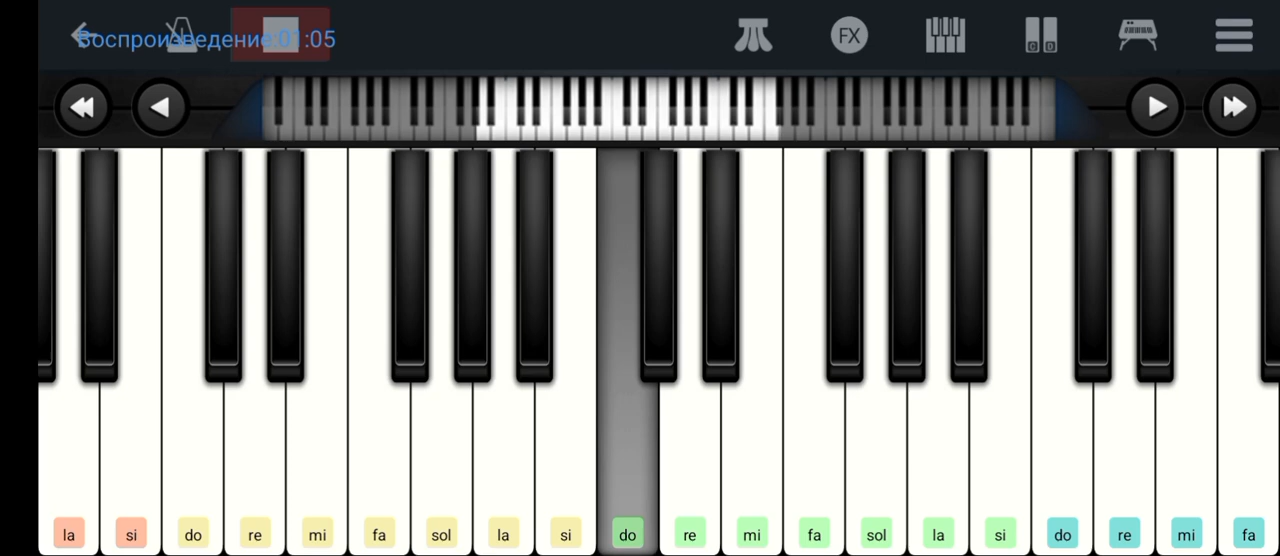 Воспроизведение:01:05
FX
la si do re mi fa sol la si do re mi fa sol la si do re mi fa